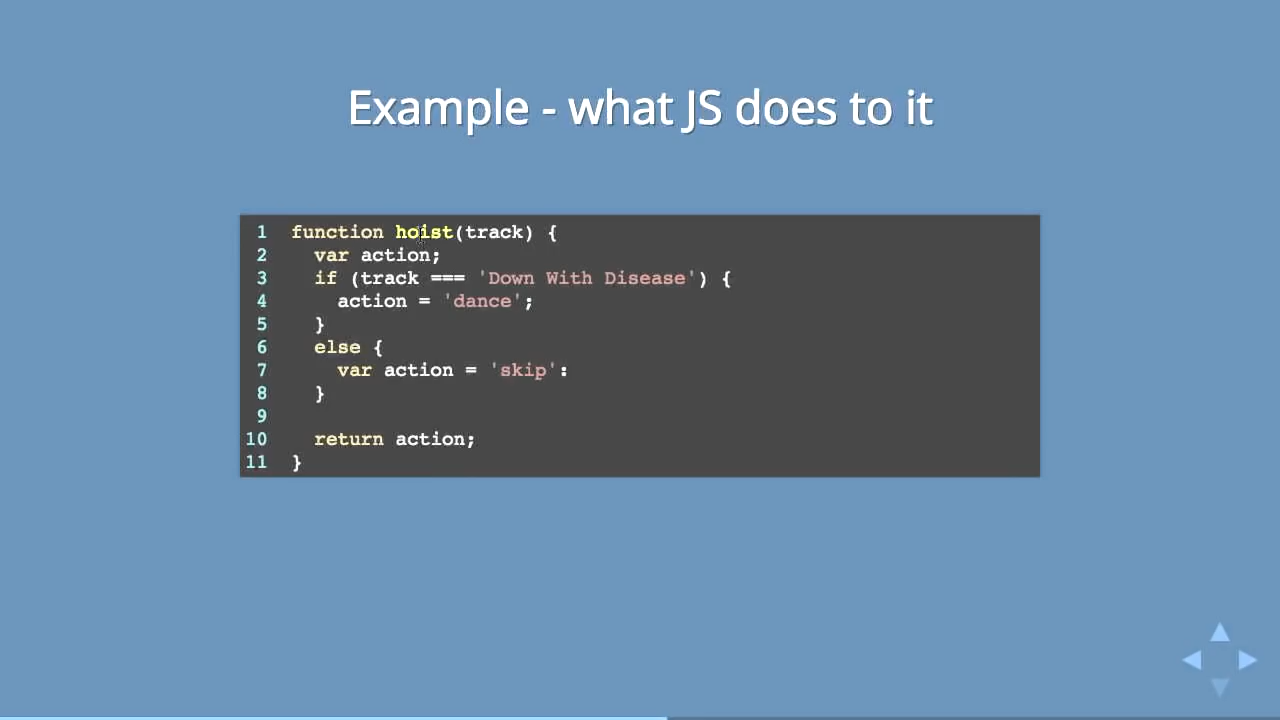 Example - what JS does to it
1 function hoist(track) {
2   var action;
3   if (track === 'Down With Disease') {
4     action = 'dance';
5   }
6   else {
7     var action = 'skip':
8   }
9
10   return action;
11 }